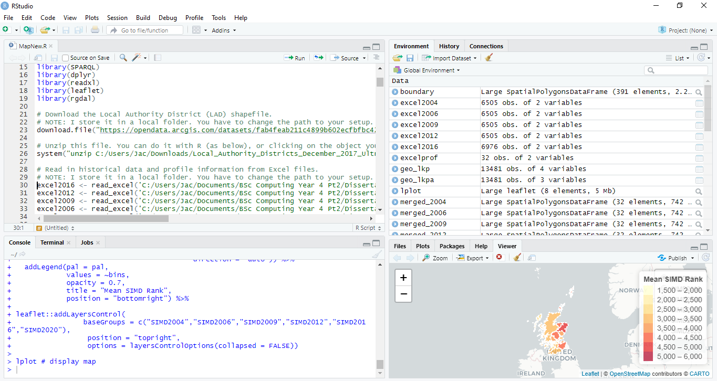 RStudio
File Edit Code View Plots Session Build Debug Profile Tools Help
Go to file/function
Addins
Project: (None)
MapNew.R
Source on Save
Run
Source
15 library(SPARQL)
16 library(dplyr)
17 library(readxl)
18 library(leaflet)
19 library(rgdal)
20
21 # Download the Local Authority District (LAD) shapefile.
22 # NOTE: I store it in a local folder. You have to change the path to your setup.
23 download.file("https://opendata.arcgis.com/datasets/fab4feab211c4899b602ecfbfbc4
24
25 # Unzip this file. You can do it with R (as below), or clicking on the object yo
26 system("unzip C:/Users/Jac/Downloads/Local_Authority_Districts_December_2017_Ult
27
28 # Read in historical data and profile information from Excel files.
29 # NOTE: I store it in a local folder. You have to change the path to your setup.
30 excel2016 <- read_excel('C:/Users/Jac/Documents/BSc Computing Year 4 Pt2/Disserta
31 excel2012 <- read_excel('C:/Users/Jac/Documents/BSc Computing Year 4 Pt2/Disserta
32 excel2009 <- read_excel('C:/Users/Jac/Documents/BSc Computing Year 4 Pt2/Disserta
33 excel2006 <- read_excel('C:/Users/Jac/Documents/BSc Computing Year 4 Pt2/Disserta
30:1 (Untitled) R Script
Console Terminal Jobs
~/
+ addLegend(pal = pal,
+ values = ~bins,
+ opacity = 0.7,
+ title = "Mean SIMD Rank",
+ position = "bottomright") %>%
+
+ leaflet::addLayersControl(
+ baseGroups = c("SIMD2004","SIMD2006","SIMD2009","SIMD2012","SIMD201
6","SIMD2020"),
+ position = "topright",
+ options = layersControlOptions(collapsed = FALSE))
>
> lplot # display map
>
Environment History Connections
Import Dataset
List
Global Environment
Data
boundary Large SpatialPolygonsDataFrame (391 elements, 2.2…
excel2004 6505 obs. of 2 variables
excel2006 6505 obs. of 2 variables
excel2009 6505 obs. of 2 variables
excel2012 6505 obs. of 2 variables
excel2016 6976 obs. of 2 variables
excelprof 32 obs. of 2 variables
geo_lkp 13481 obs. of 4 variables
geo_lkpa 13481 obs. of 3 variables
lplot Large leaflet (8 elements, 5 Mb)
merged_2004 Large SpatialPolygonsDataFrame (32 elements, 742 …
merged_2006 Large SpatialPolygonsDataFrame (32 elements, 742 …
merged_2009 Large SpatialPolygonsDataFrame (32 elements, 742 …
Files Plots Packages Help Viewer
Zoom
Export
Publish
+
−
UNITED
KINGDOM
Mean SIMD Rank
1,500 – 2,000
2,000 – 2,500
2,500 – 3,000
3,000 – 3,500
3,500 – 4,000
4,000 – 4,500
4,500 – 5,000
5,000 – 6,000
Leaflet | © OpenStreetMap contributors © CARTO